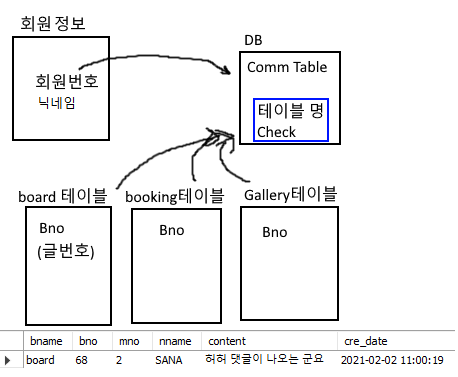 회원정보
회원번호
닉네임
DB
Comm Table
테이블 명
Check
board 테이블
Bno
(글번호)
booking테이블
Bno
Gallery테이블
Bno
bname bno mno nname content cre_date
board 68 2 SANA 허허 댓글이 나오는 군요 2021-02-02 11:00:19